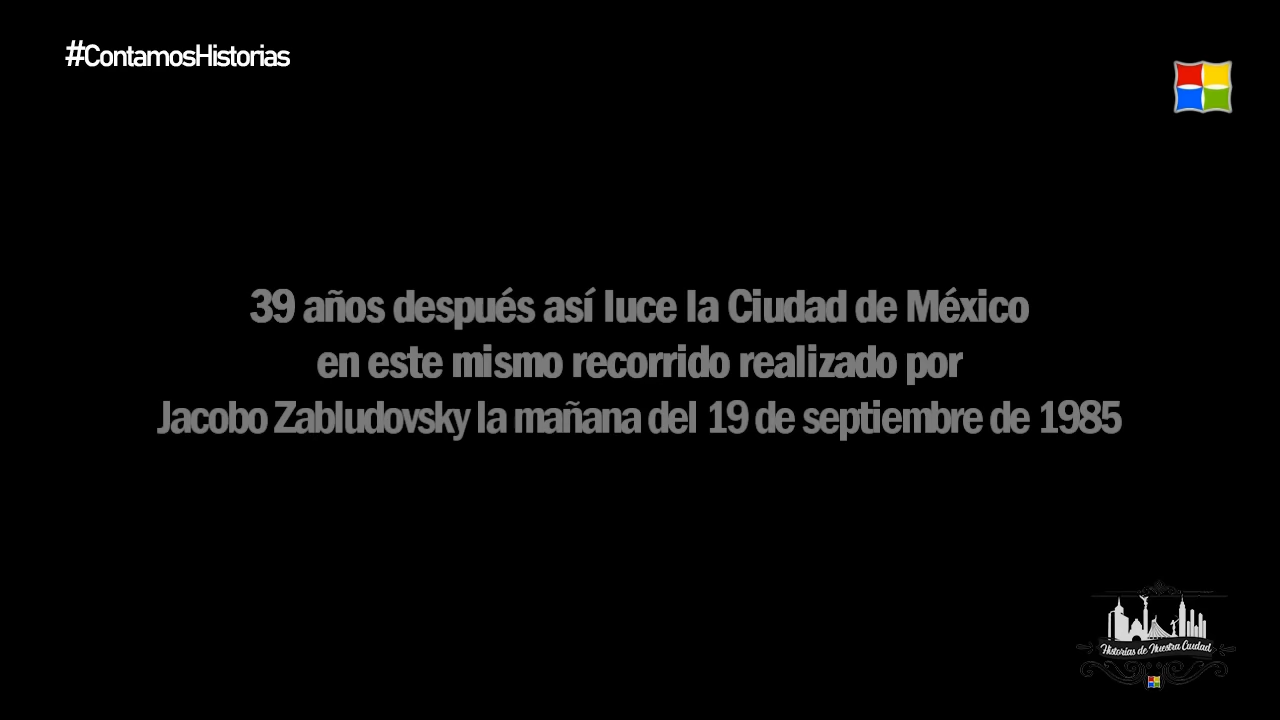 #ContamosHistorias
39 años después así luce la Ciudad de México
en este mismo recorrido realizado por
Jacobo Zabludovsky la mañana del 19 de septiembre de 1985
Historias de Nuestra Ciudad